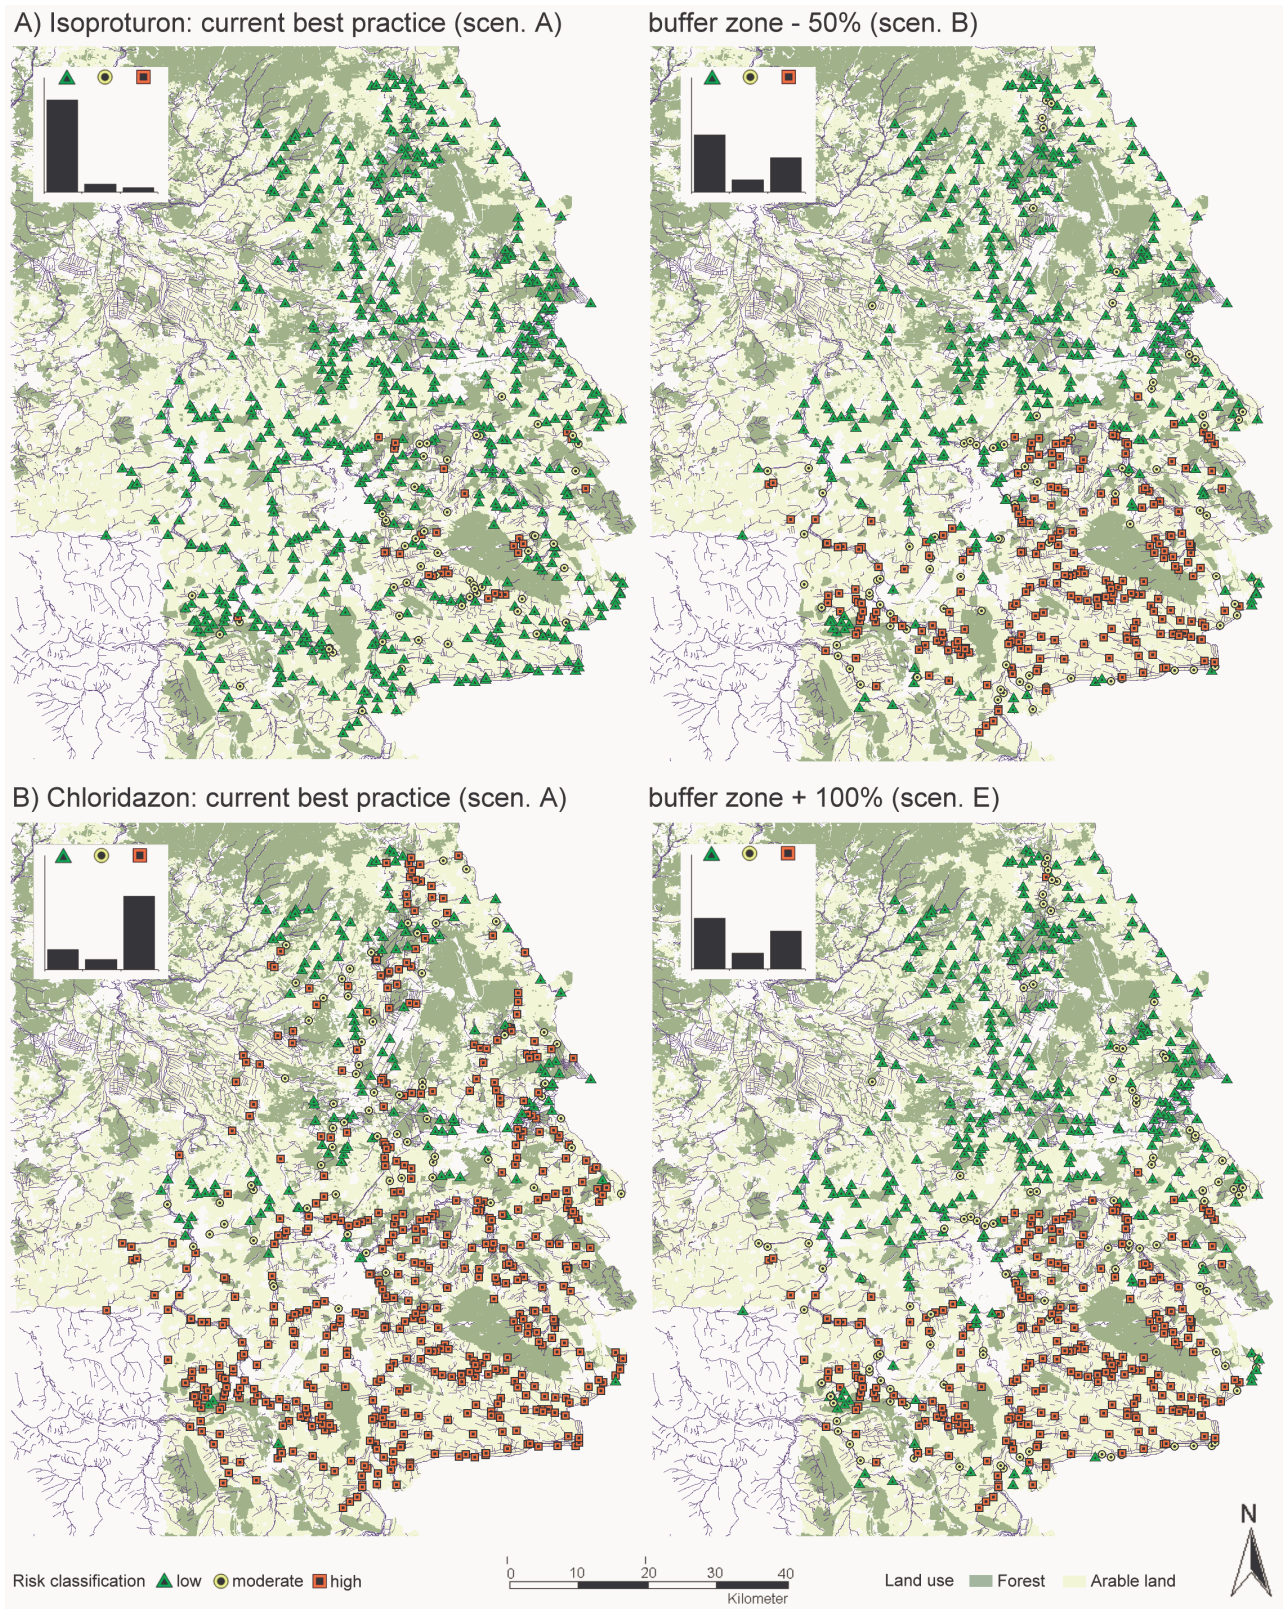 A) Isoproturon: current best practice (scen. A)
buffer zone - 50% (scen. B)
B) Chloridazon: current best practice (scen. A)
buffer zone + 100% (scen. E)
N
Risk classification low moderate high
0 10 20 30 40
Kilometer
Land use Forest Arable land